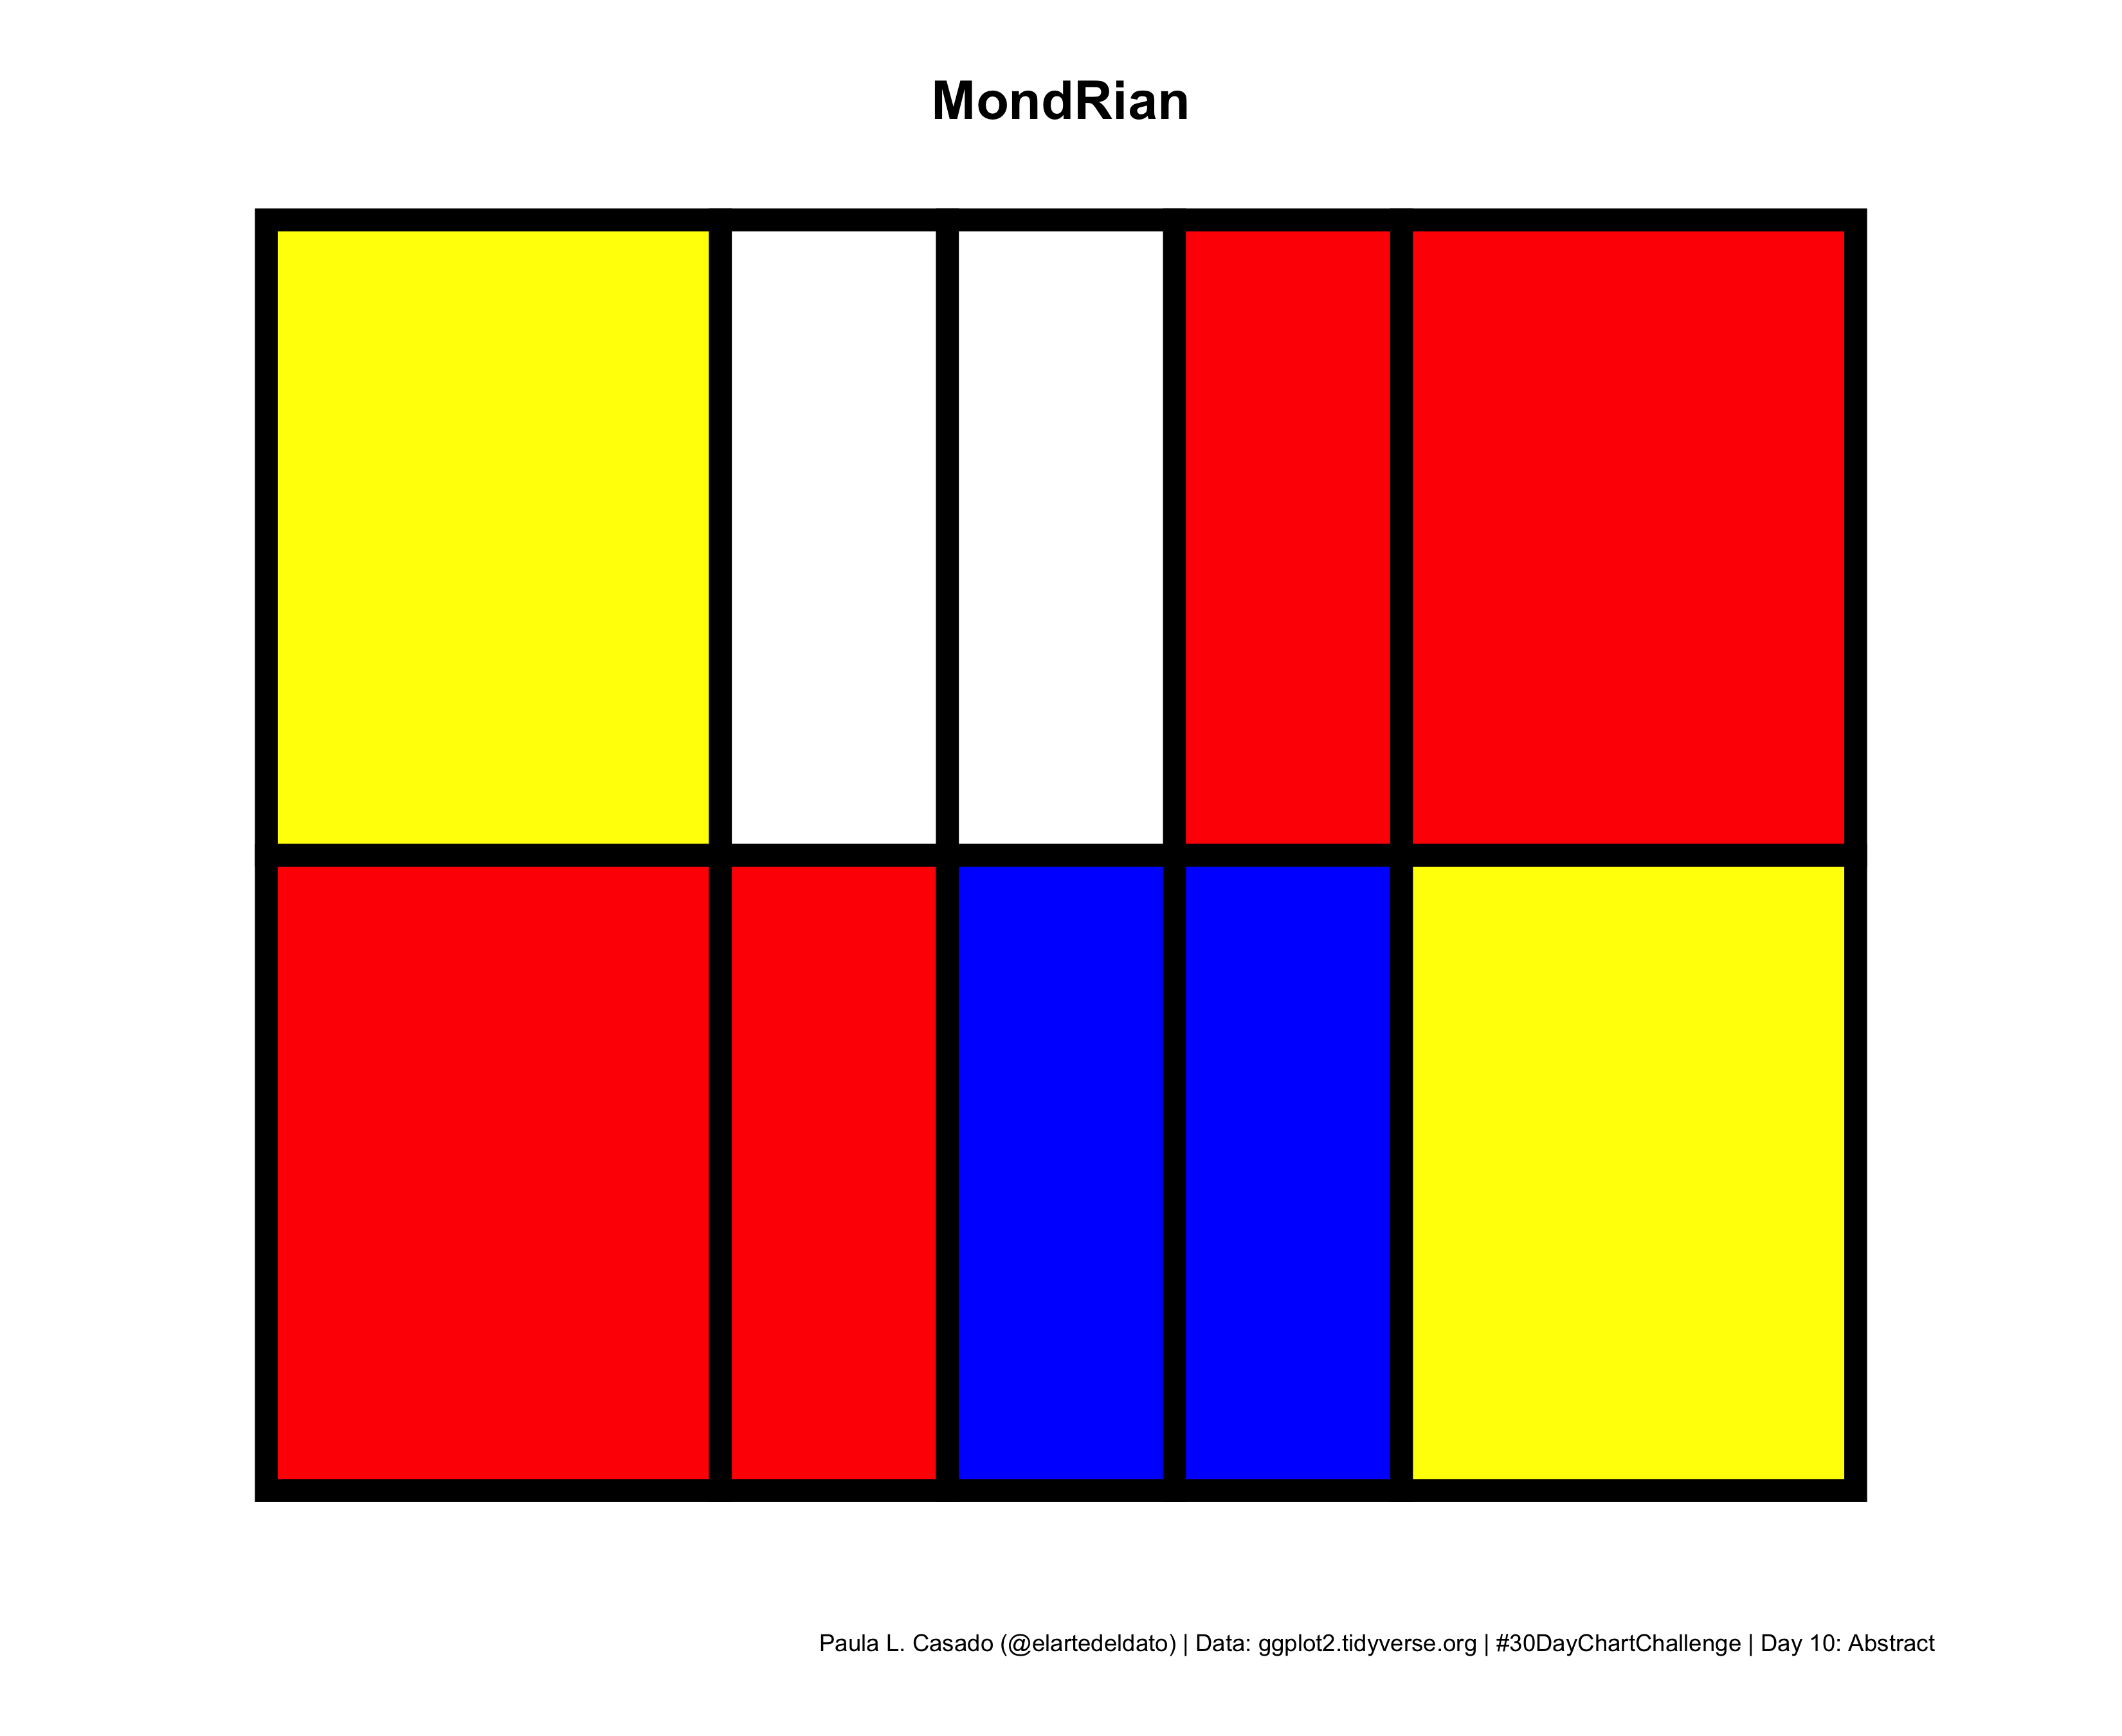 MondRian
Paula L. Casado (@elartedeldato) | Data: ggplot2.tidyverse.org | #30DayChartChallenge | Day 10: Abstract